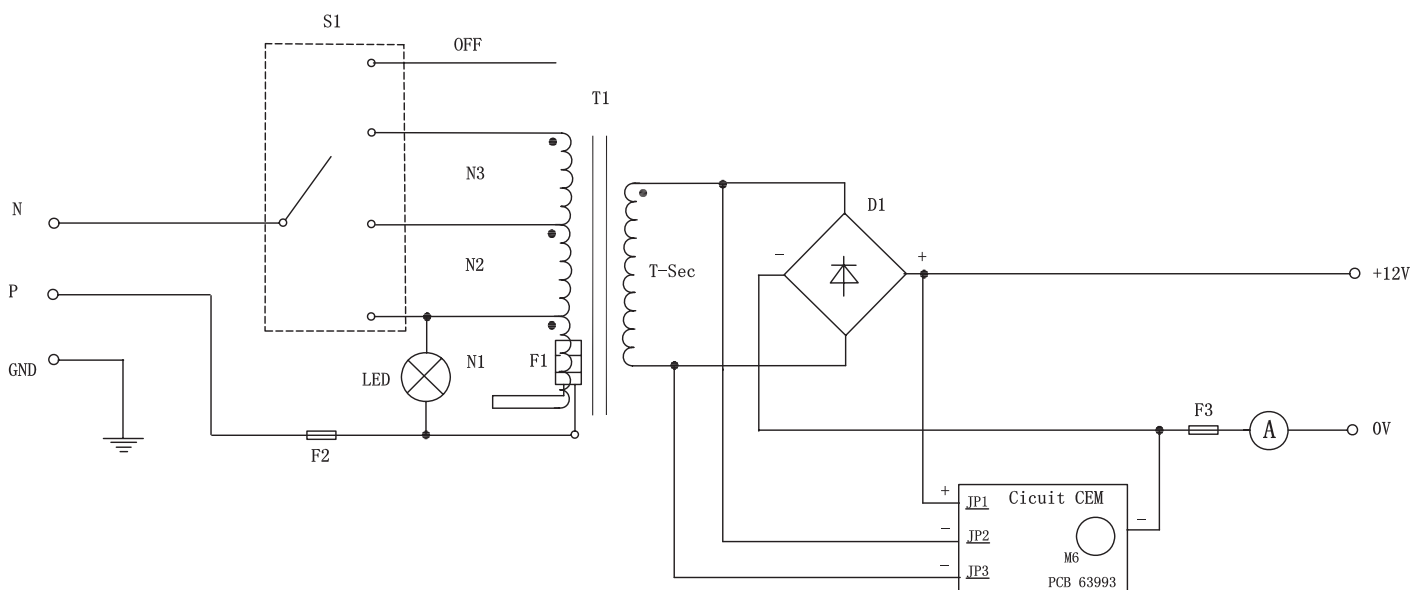 S1
OFF
T1
N3
N
D1
N2
T-Sec
-
+
+12V
P
GND
LED
N1
F1
F3
A
0V
F2
+
JP1
Cicuit CEM
-
JP2
-
M6
-
JP3
PCB 63993